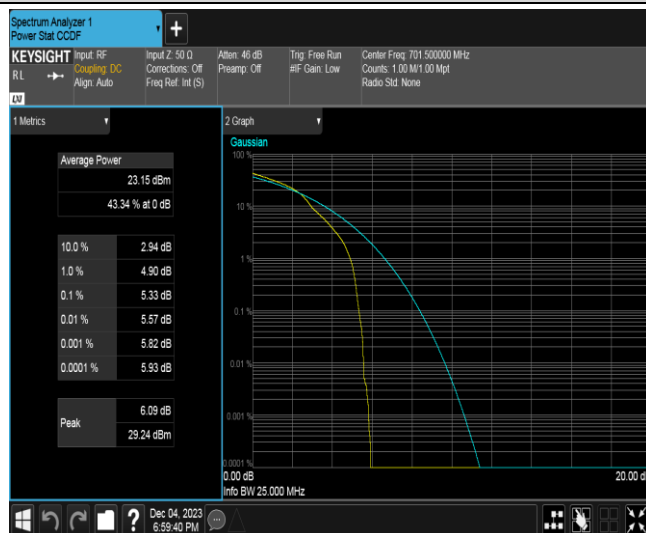 Spectrum Analyzer 1
Power Stat CCDF
KEYSIGHT
RL
LXI
Input: RF
Coupling: DC
Align: Auto
Input Z: 50 Ω
Corrections: Off
Freq Ref: Int (S)
Atten: 46 dB
Preamp: Off
Trig: Free Run
#IF Gain: Low
Center Freq: 701.500000 MHz
Counts: 1.00 M/1.00 Mpt
Radio Std: None
1 Metrics
Average Power
23.15 dBm
43.34 % at 0 dB
10.0 % 2.94 dB
1.0 % 4.90 dB
0.1 % 5.33 dB
0.01 % 5.57 dB
0.001 % 5.82 dB
0.0001 % 5.93 dB
Peak
6.09 dB
29.24 dBm
2 Graph
Gaussian
100 %
10 %
1 %
0.1 %
0.01 %
0.001 %
0.0001 %
0.00 dB
20.00 d
Info BW 25.000 MHz
?
Dec 04, 2023
6:59:40 PM